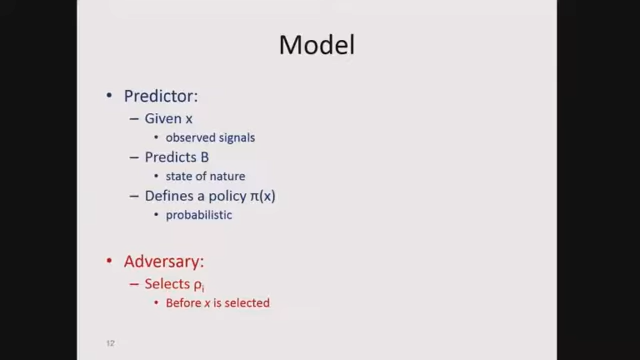 Model
• Predictor:
– Given x
• observed signals
– Predicts B
• state of nature
– Defines a policy π(x)
• probabilistic
• Adversary:
– Selects ρi
• Before x is selected
12